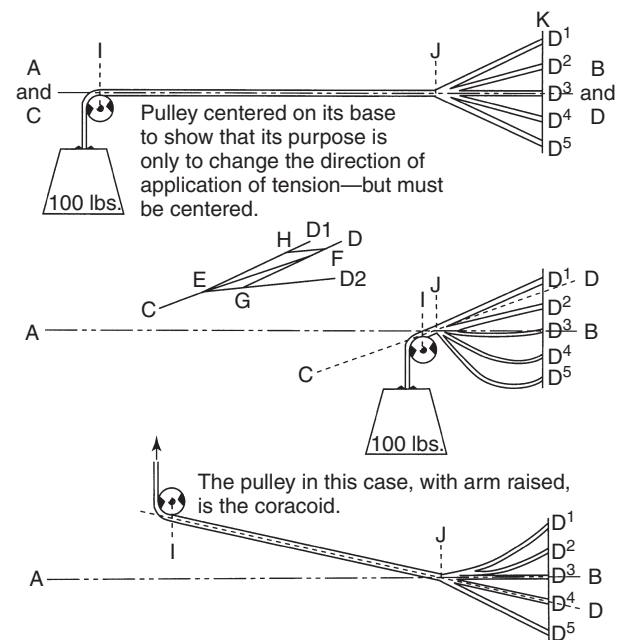 K
I
J
D1
A
and
C
D2
D3
B
and
D
D4
D5
Pulley centered on its base
to show that its purpose is
only to change the direction of
application of tension—but must
be centered.
100 lbs.
H D1 D
F
E
D2
G
C
I J
D1
D
D2
A
D3
B
D4
C
D5
100 lbs.
The pulley in this case, with arm raised,
is the coracoid.
I
J
D1
D2
A
D3
B
D4
D
D5